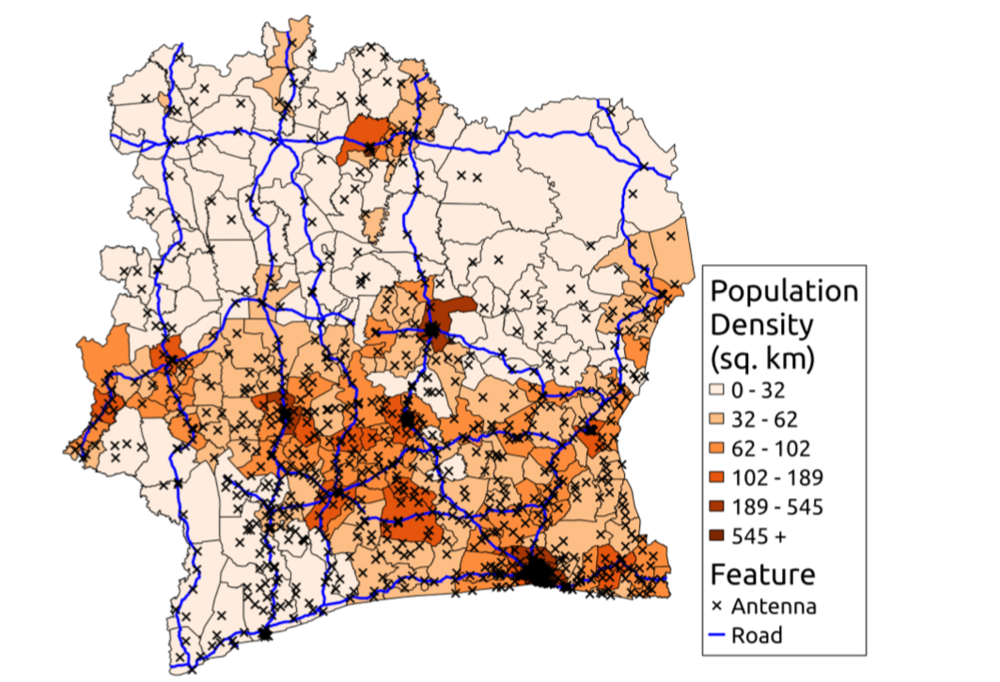 Population
Density
(sq. km)
0 - 32
32 - 62
62 - 102
102 - 189
189 - 545
545 +
Feature
Antenna
Road